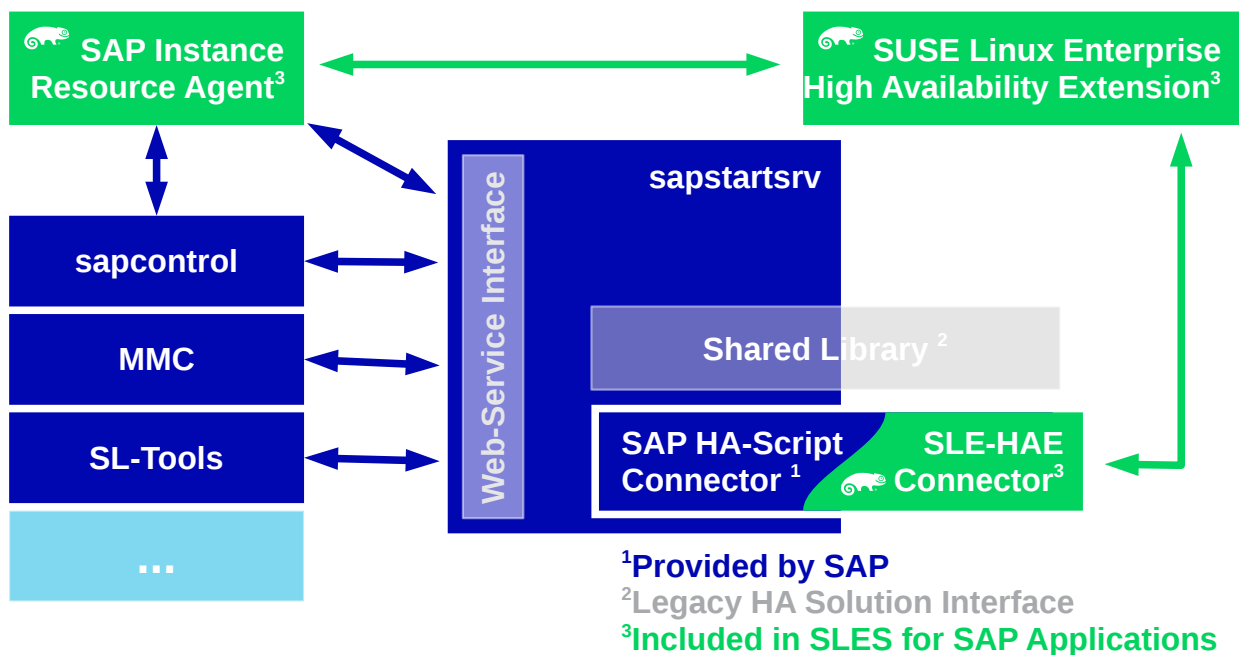 SAP Instance
Resource Agent³
SUSE Linux Enterprise
High Availability Extension³
sapstartsrv
Web-Service Interface
sapcontrol
MMC
SL-Tools
...
Shared Library ²
SAP HA-Script
Connector ¹
SLE-HAE
Connector³
¹Provided by SAP
²Legacy HA Solution Interface
³Included in SLES for SAP Applications